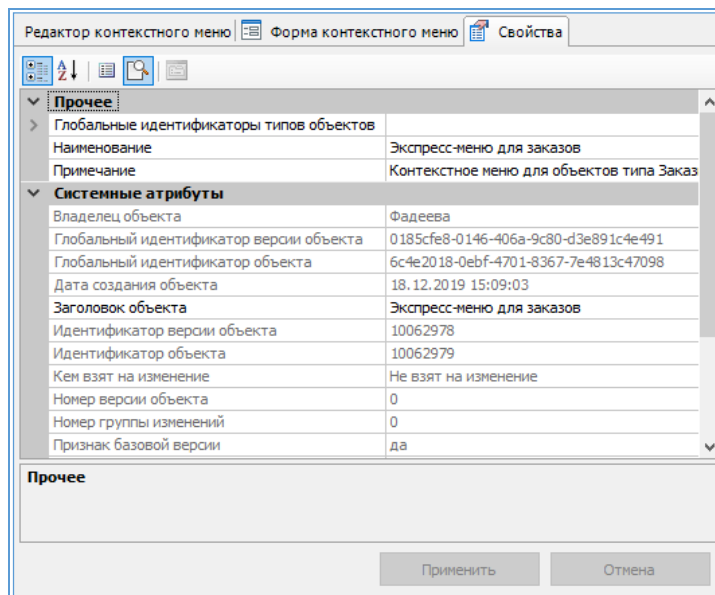 Редактор контекстного меню Форма контекстного меню Свойства
Прочее
Глобальные идентификаторы типов объектов
Наименование Экспресс-меню для заказов
Примечание Контекстное меню для объектов типа Заказ
Системные атрибуты
Владелец объекта Фадеева
Глобальный идентификатор версии объекта 0185cfe8-0146-406a-9c80-d3e891c4e491
Глобальный идентификатор объекта 6c4e2018-0ebf-4701-8367-7e4813c47098
Дата создания объекта 18.12.2019 15:09:03
Заголовок объекта Экспресс-меню для заказов
Идентификатор версии объекта 10062978
Идентификатор объекта 10062979
Кем взят на изменение Не взят на изменение
Номер версии объекта 0
Номер группы изменений 0
Признак базовой версии да
Прочее
Применить Отмена